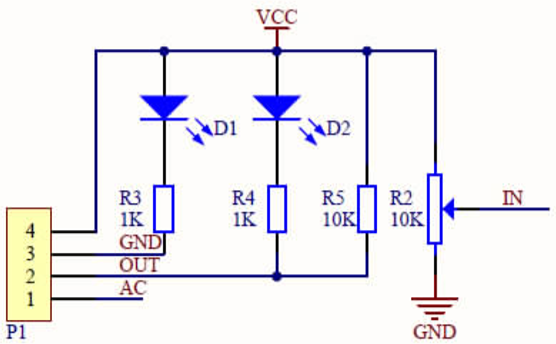 VCC
D1
D2
R3
1K
R4
1K
R5
10K
R2
10K
IN
4
3
2
1
GND
OUT
AC
P1
GND